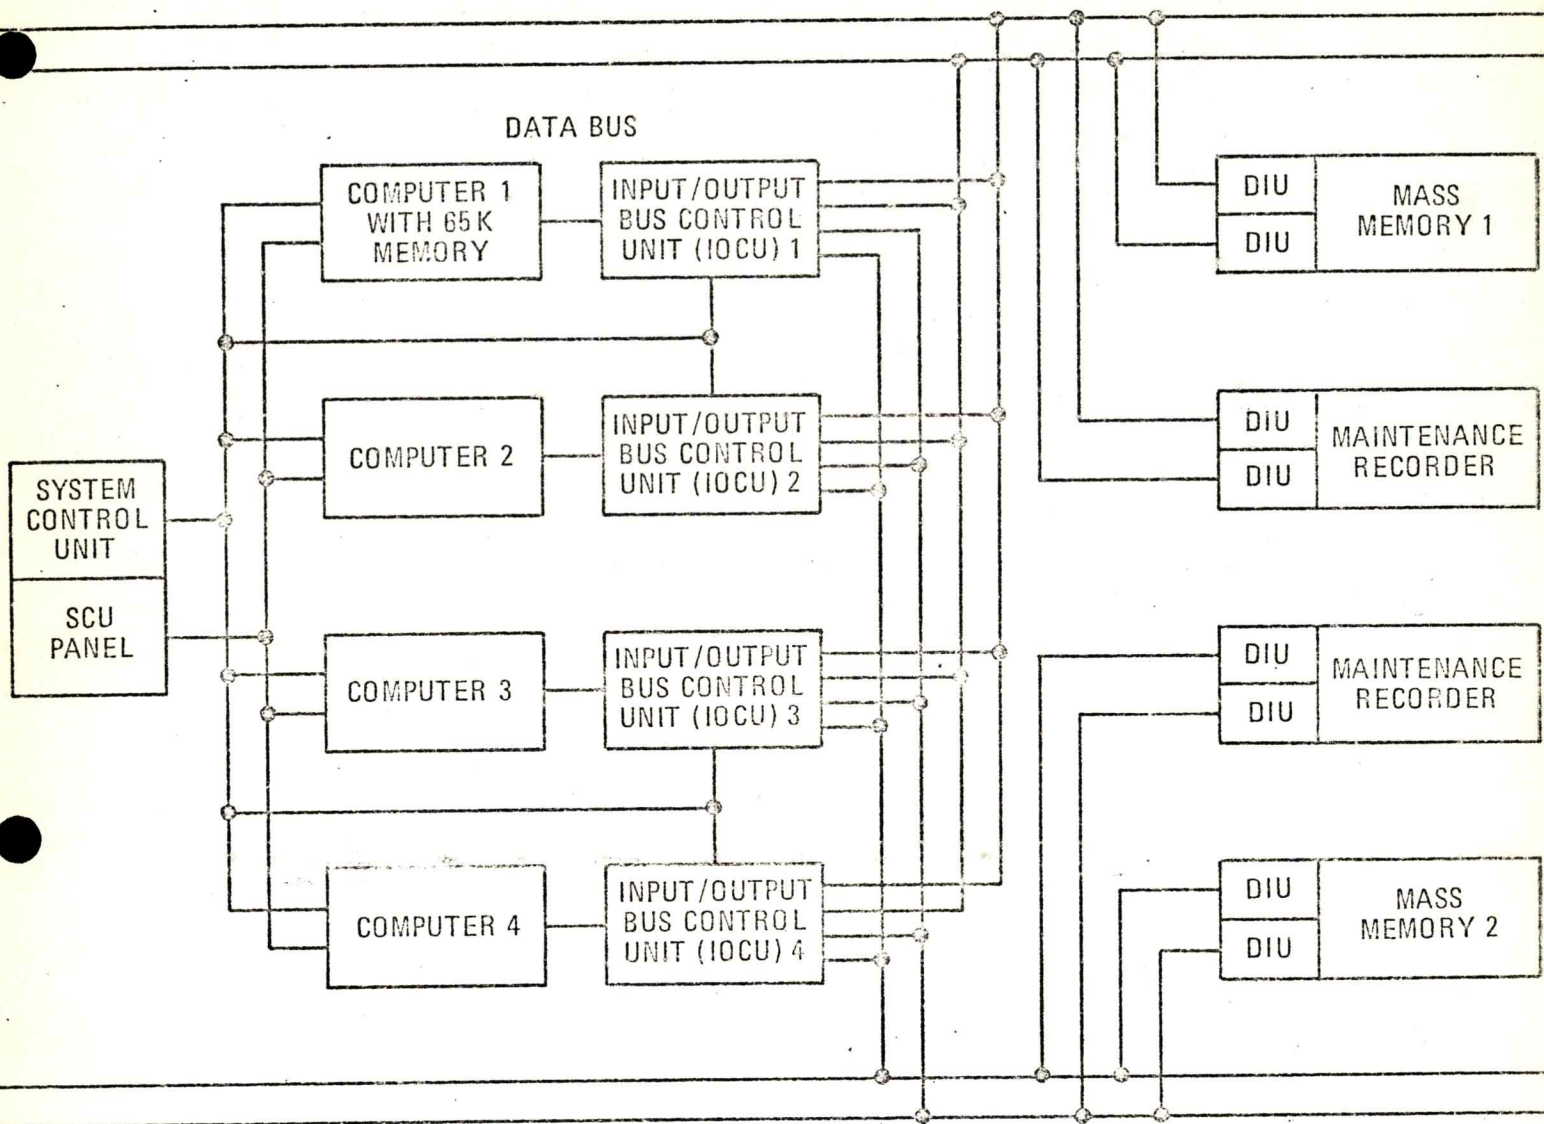 DATA BUS
COMPUTER 1
WITH 65K
MEMORY
INPUT/OUTPUT
BUS CONTROL
UNIT (IOCU) 1
DIU
DIU
MASS
MEMORY 1
COMPUTER 2
INPUT/OUTPUT
BUS CONTROL
UNIT (IOCU) 2
DIU
DIU
MAINTENANCE
RECORDER
SYSTEM
CONTROL
UNIT
SCU
PANEL
COMPUTER 3
INPUT/OUTPUT
BUS CONTROL
UNIT (IOCU) 3
DIU
DIU
MAINTENANCE
RECORDER
COMPUTER 4
INPUT/OUTPUT
BUS CONTROL
UNIT (IOCU) 4
DIU
DIU
MASS
MEMORY 2